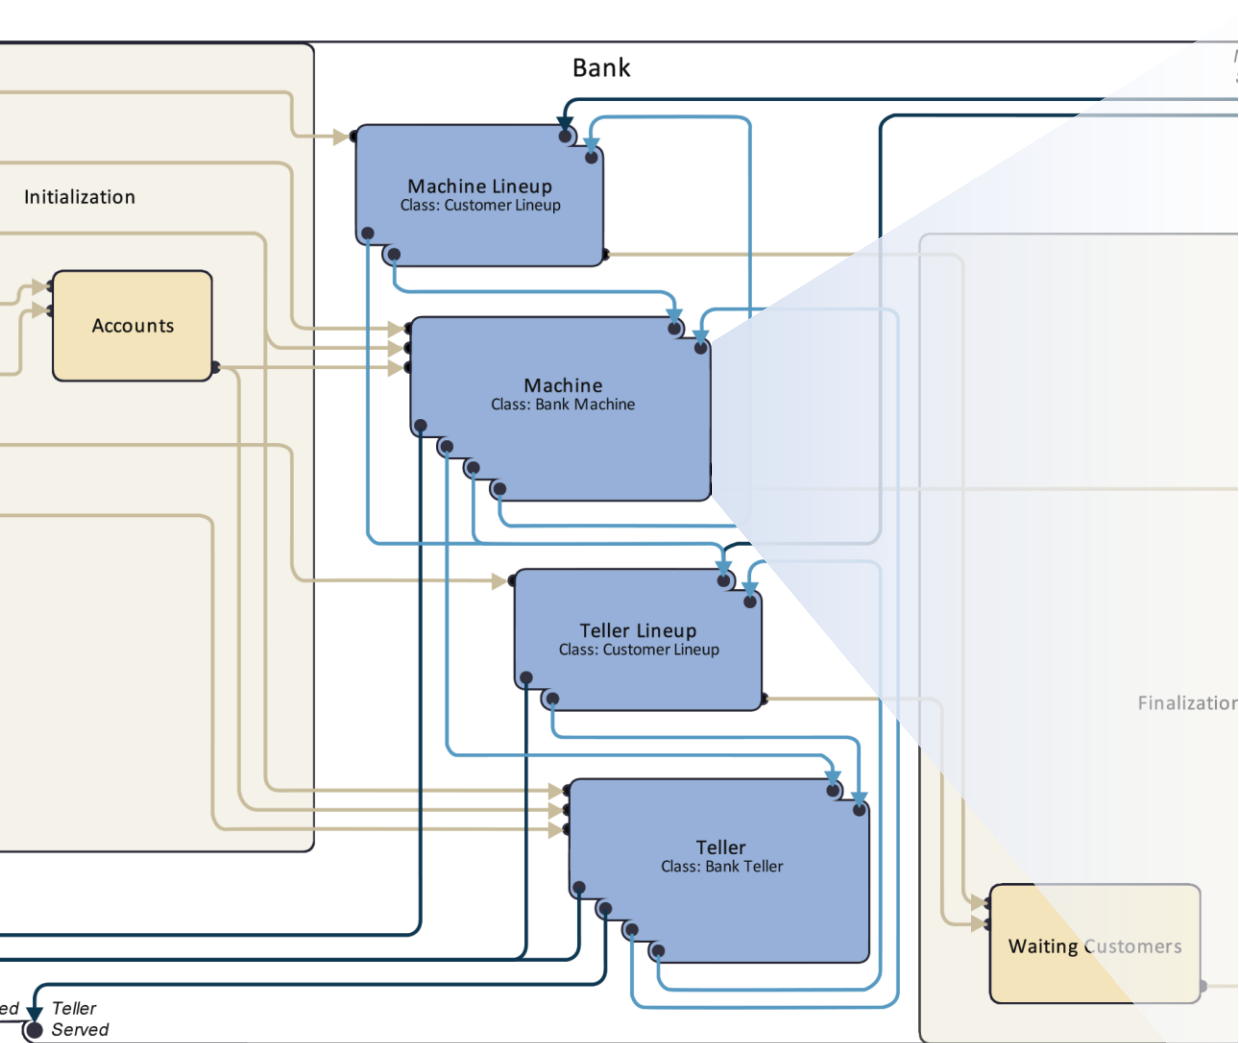 Bank
Machine Lineup
Class: Customer Lineup
Initialization
Accounts
Machine
Class: Bank Machine
Teller Lineup
Class: Customer Lineup
Finalization
Teller
Class: Bank Teller
Waiting Customers
ed
Teller
Served